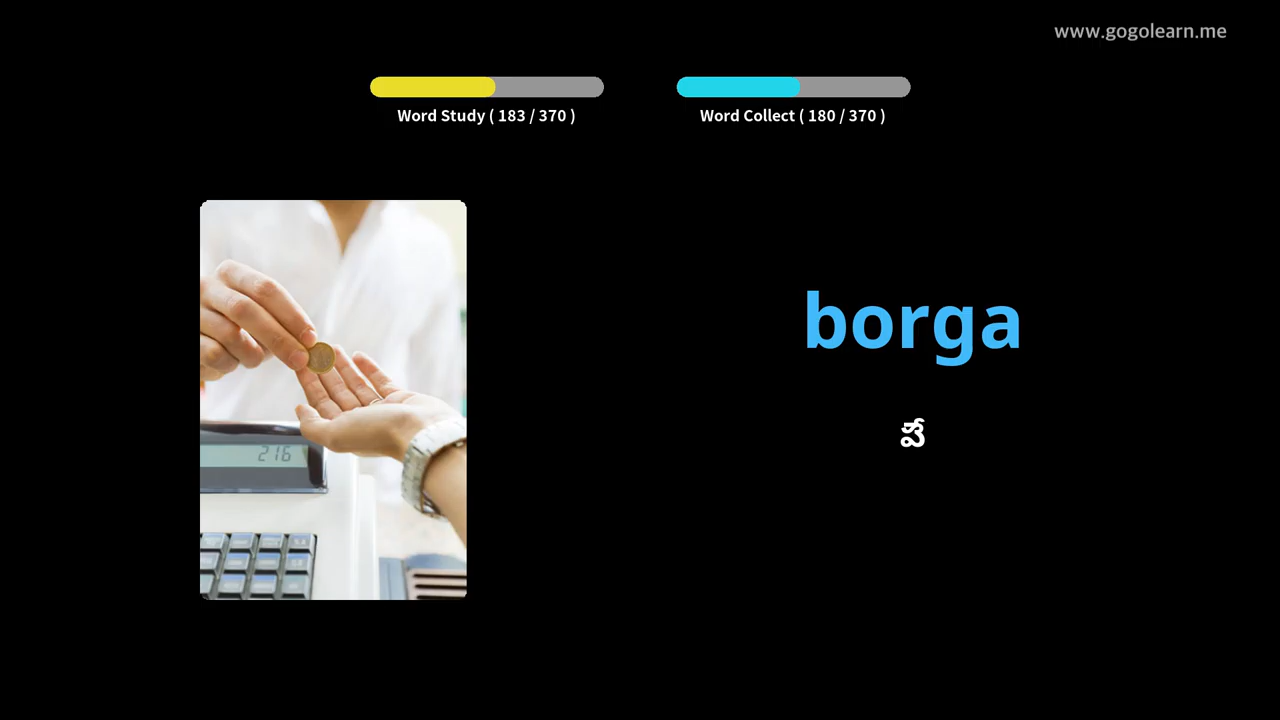 www.gogolearn.me
Word Study ( 183 / 370 )
Word Collect ( 180 / 370 )
216
borga
పే